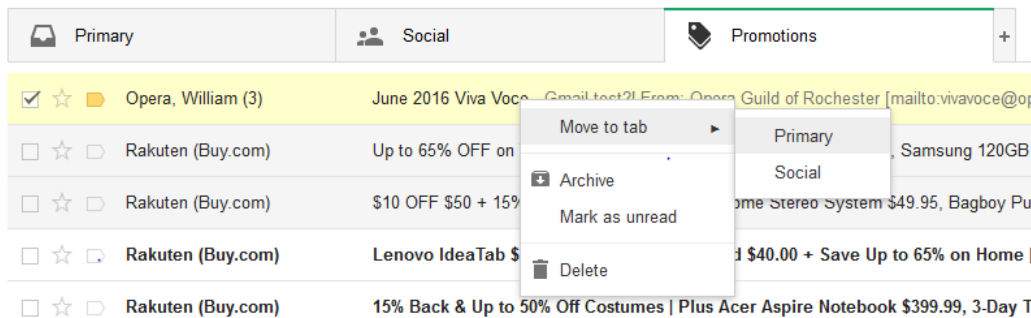 Primary Social Promotions +
Opera, William (3) June 2016 Viva Voce Gmail test2! From: Opera Guild of Rochester [mailto:vivavoce@op
Move to tab Primary
Rakuten (Buy.com) Up to 65% OFF on , Samsung 120GB
Social
Archive
Rakuten (Buy.com) $10 OFF $50 + 15% ome Stereo System $49.95, Bagboy Pu
Mark as unread
Rakuten (Buy.com) Lenovo IdeaTab $ d $40.00 + Save Up to 65% on Home |
Delete
Rakuten (Buy.com) 15% Back & Up to 50% Off Costumes | Plus Acer Aspire Notebook $399.99, 3-Day T